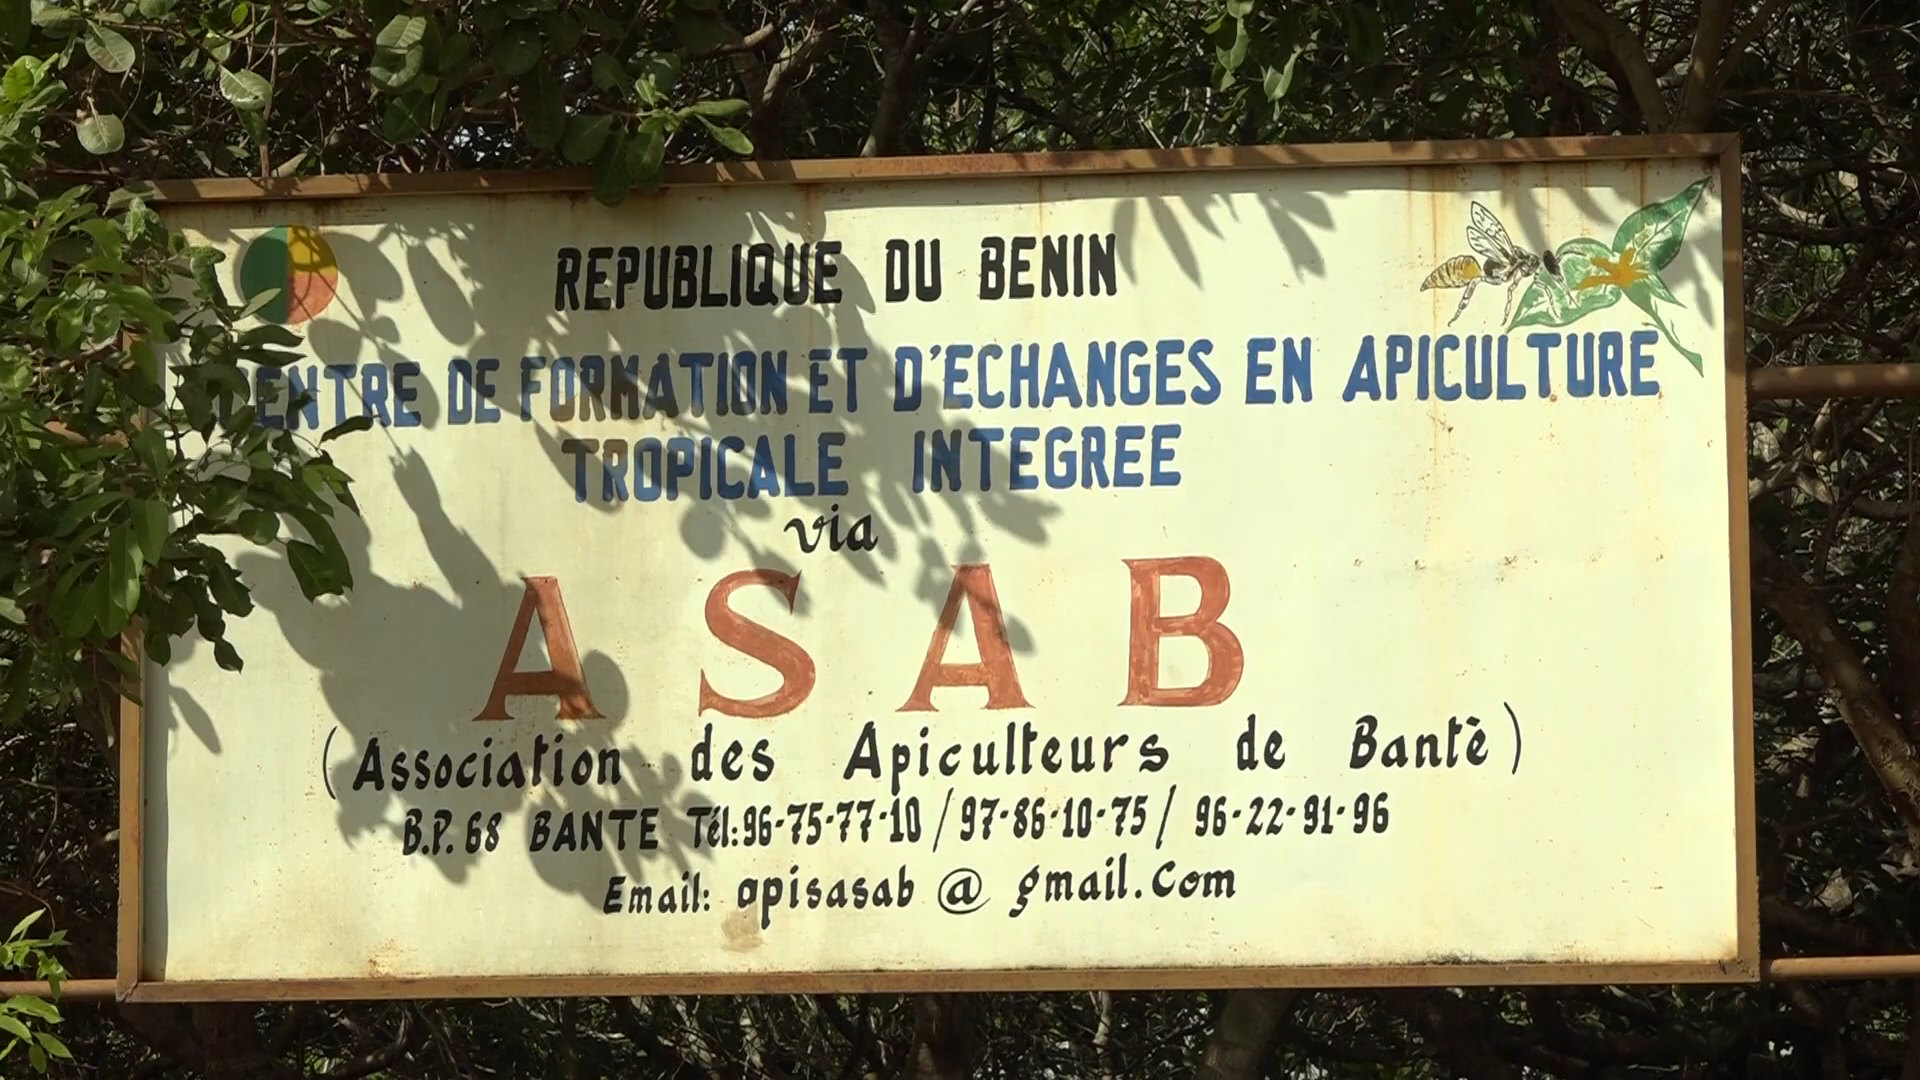 REPUBLIQUE DU BENIN
CENTRE DE FORMATION ET D'ECHANGES EN APICULTURE
TROPICALE INTEGREE
via
ASAB
(Association des Apiculteurs de Bantè)
B.P. 68 BANTE Tél: 96-75-77-10 / 97-86-10-75 / 96-22-91-96
Email: apisasab @ gmail.Com